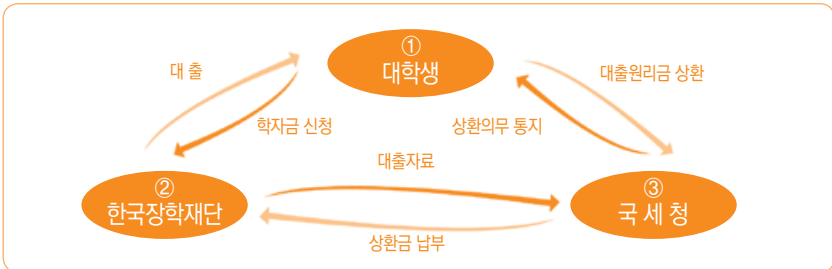 ①
대학생
대 출
대출원리금 상환
학자금 신청
상환의무 통지
대출자료
②
한국장학재단
③
국 세 청
상환금 납부